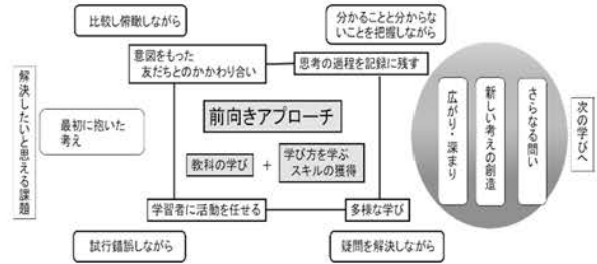 解決したいと思える課題
最初に抱いた
考え
比較し俯瞰しながら
意図をもった
友だちとのかかわり合い
分かることと分からな
いことを把握しながら
思考の過程を記録に残す
前向きアプローチ
教科の学び
+
学び方を学ぶ
スキルの獲得
学習者に活動を任せる
多様な学び
試行錯誤しながら
疑問を解決しながら
広がり・深まり
新しい考えの創造
さらなる問い
次の学びへ